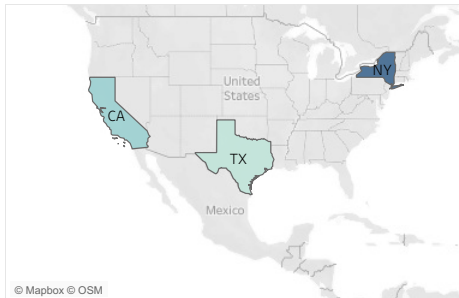 NY
United
States
CA
TX
Mexico
© Mapbox © OSM